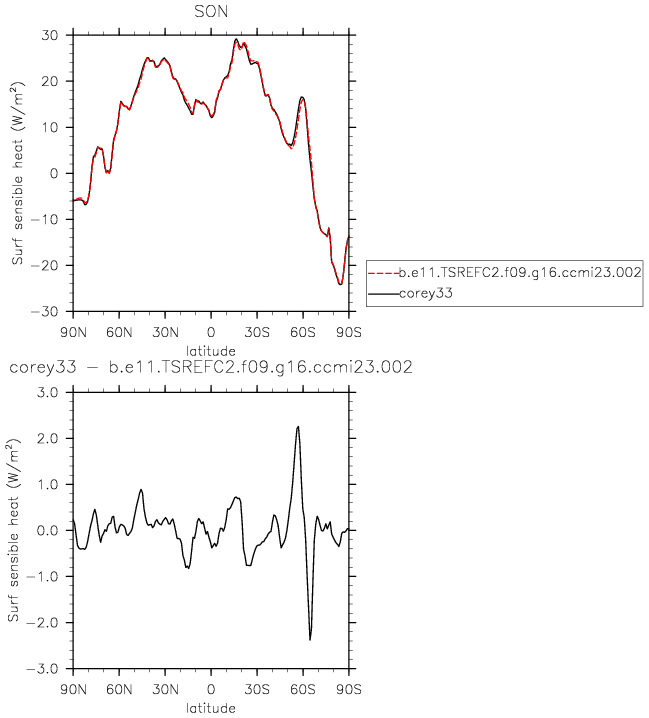 SON
Surf sensible heat (W/m²)
30
20
10
0
−10
−20
−30
90N 60N 30N 0 30S 60S 90S
latitude
b.e11.TSREFC2.f09.g16.ccmi23.002
corey33
corey33 − b.e11.TSREFC2.f09.g16.ccmi23.002
Surf sensible heat (W/m²)
3.0
2.0
1.0
0.0
−1.0
−2.0
−3.0
90N 60N 30N 0 30S 60S 90S
latitude